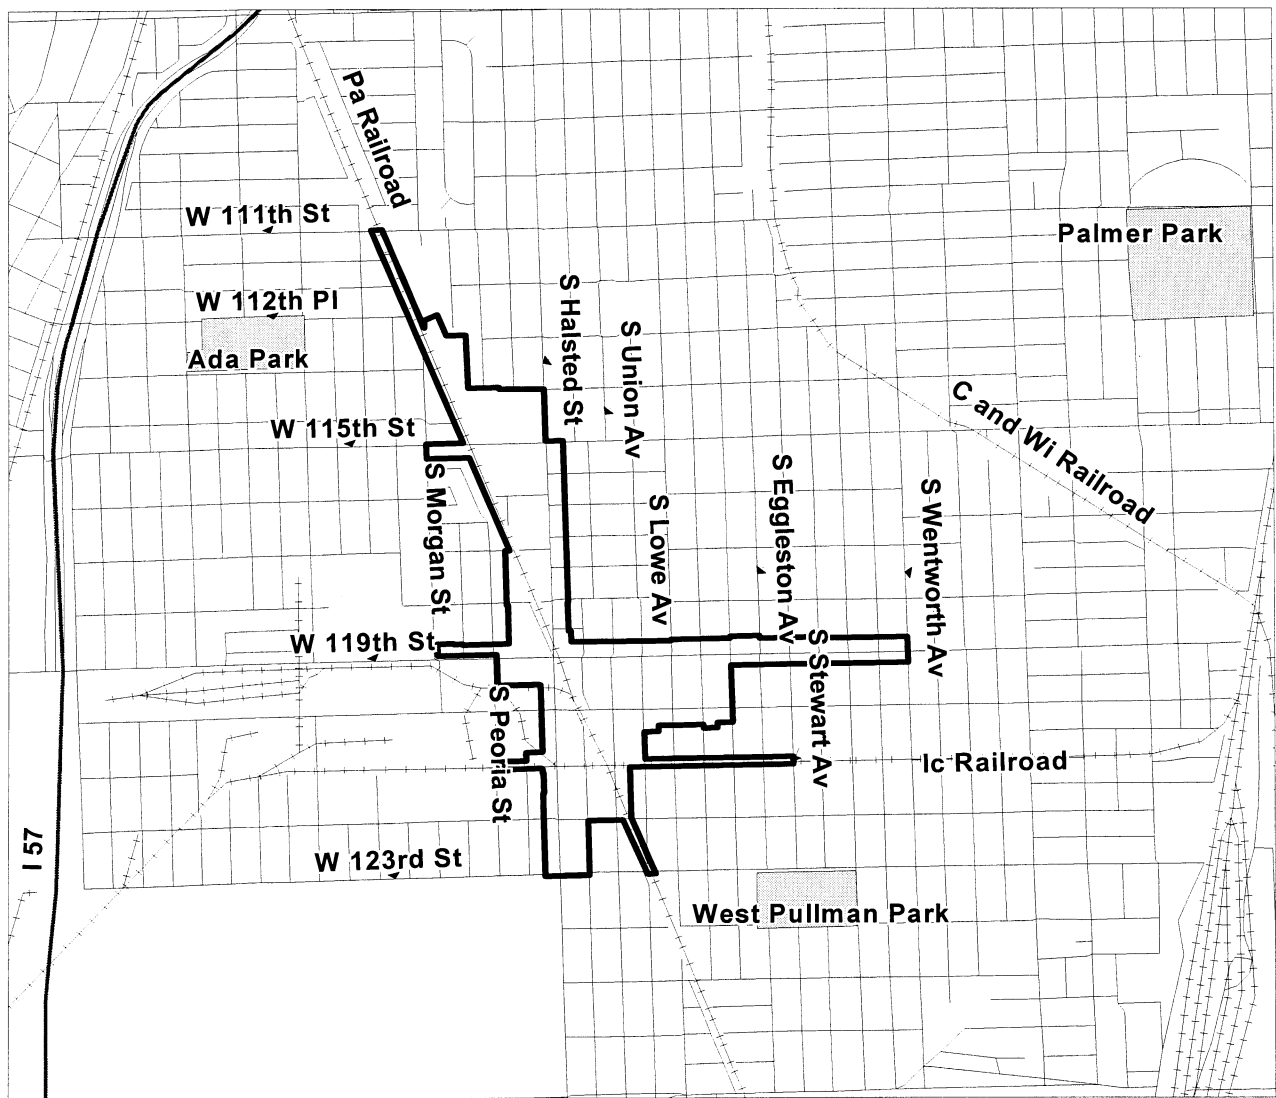 Pa Railroad
W 111th St
Palmer Park
W 112th Pl
Ada Park
S Halsted St
S Union Av
C and Wi Railroad
W 115th St
S Morgan St
S Lowe Av
S Eggleston Av
S Wentworth Av
W 119th St
S Stewart Av
S Peoria St
Ic Railroad
I 57
W 123rd St
West Pullman Park